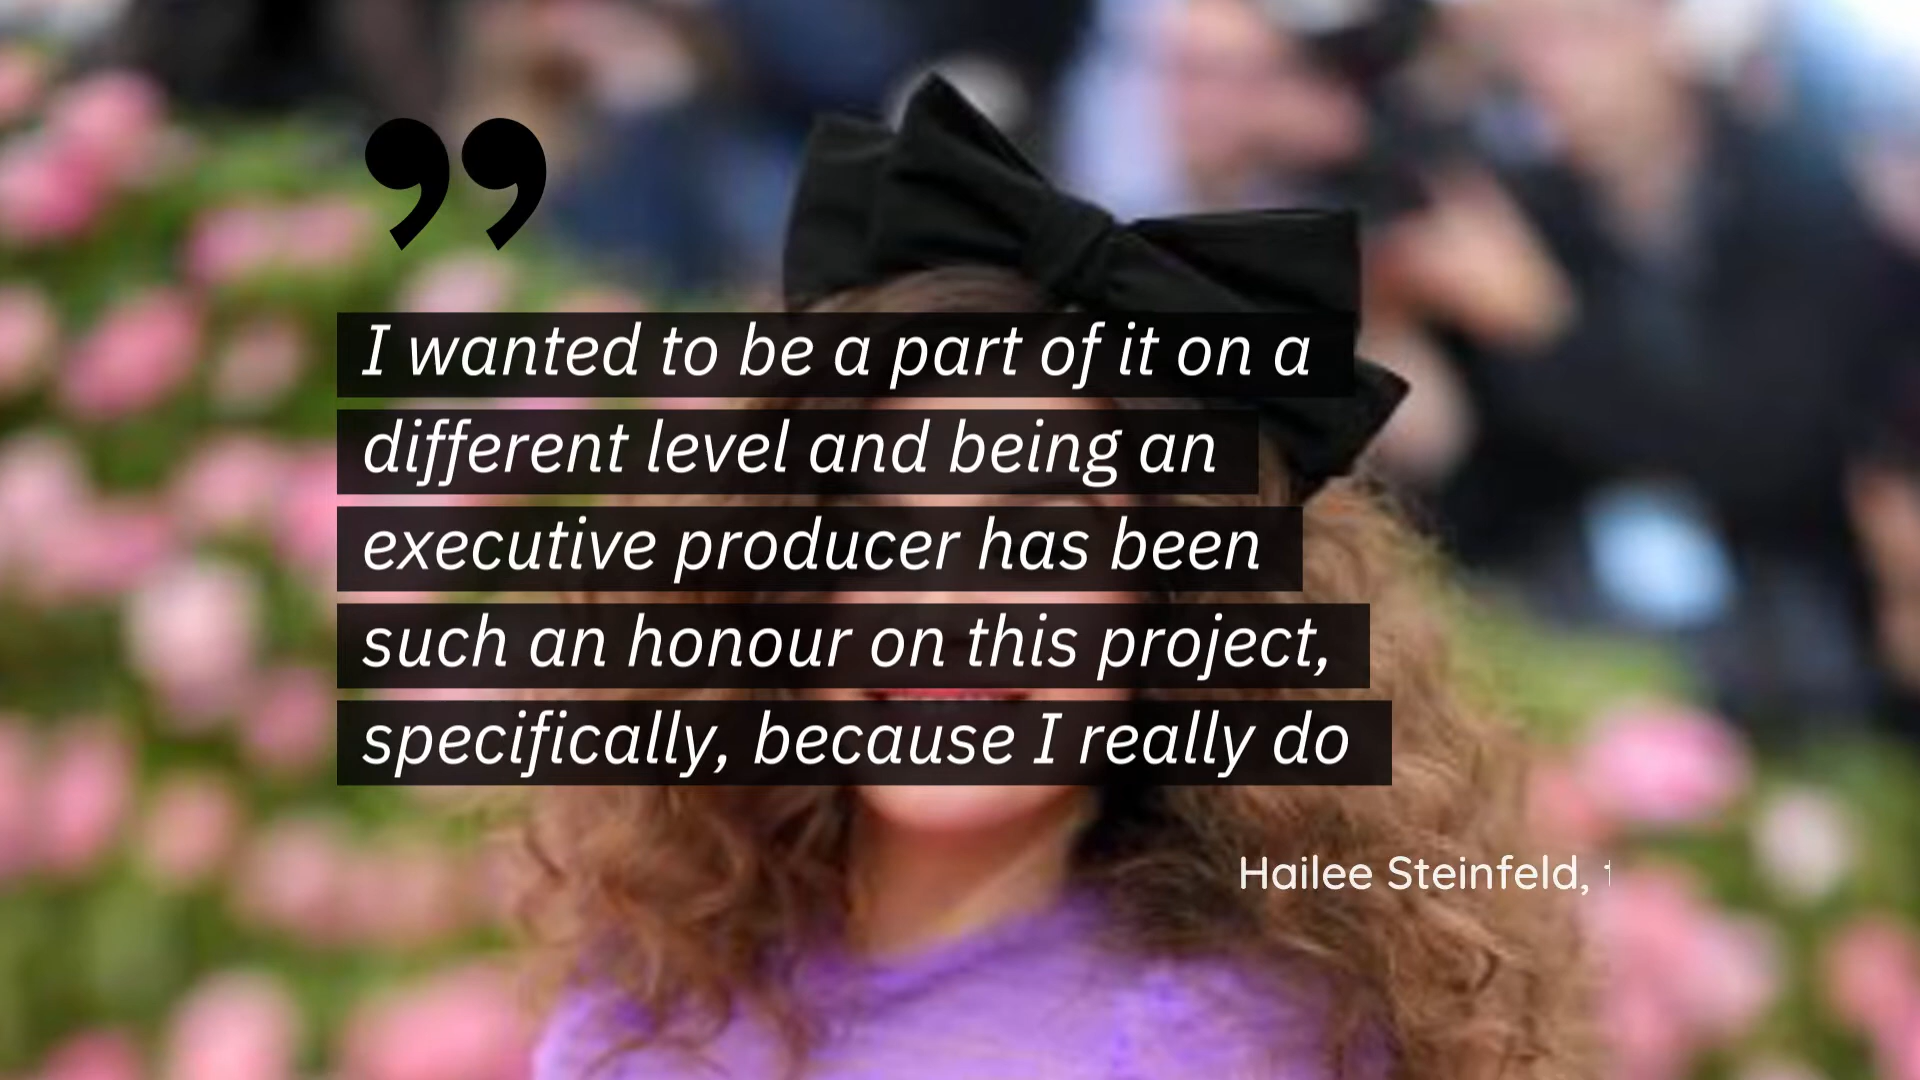 ”
I wanted to be a part of it on a
different level and being an
executive producer has been
such an honour on this project,
specifically, because I really do
Hailee Steinfeld,